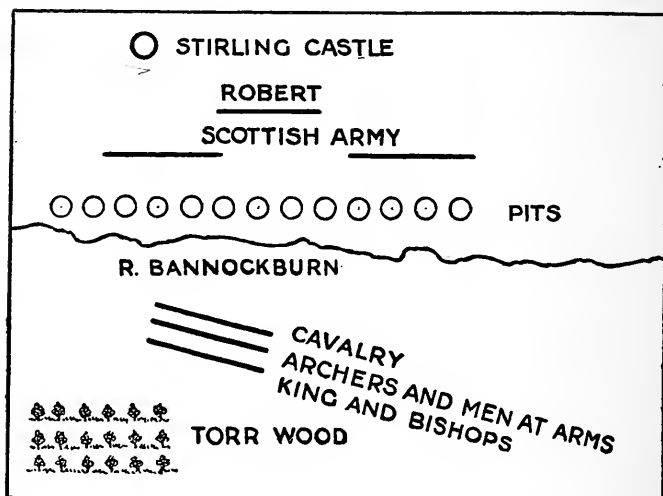 STIRLING CASTLE
ROBERT
SCOTTISH ARMY
PITS
R. BANNOCKBURN
CAVALRY
ARCHERS AND MEN AT ARMS
KING AND BISHOPS
TORR WOOD